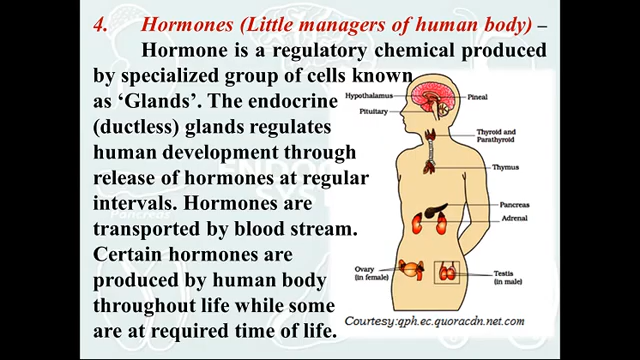 4. Hormones (Little managers of human body) –
Hormone is a regulatory chemical produced
by specialized group of cells known
as ‘Glands’. The endocrine
(ductless) glands regulates
human development through
release of hormones at regular
intervals. Hormones are
transported by blood stream.
Certain hormones are
produced by human body
throughout life while some
are at required time of life.
Hypothalamus
Pineal
Pituitary
Thyroid and
Parathyroid
Thymus
Pancreas
Adrenal
Ovary
(in female)
Testia
(in male)
Courtesy:qph.ec.quoracdn.net.com
Pancreas